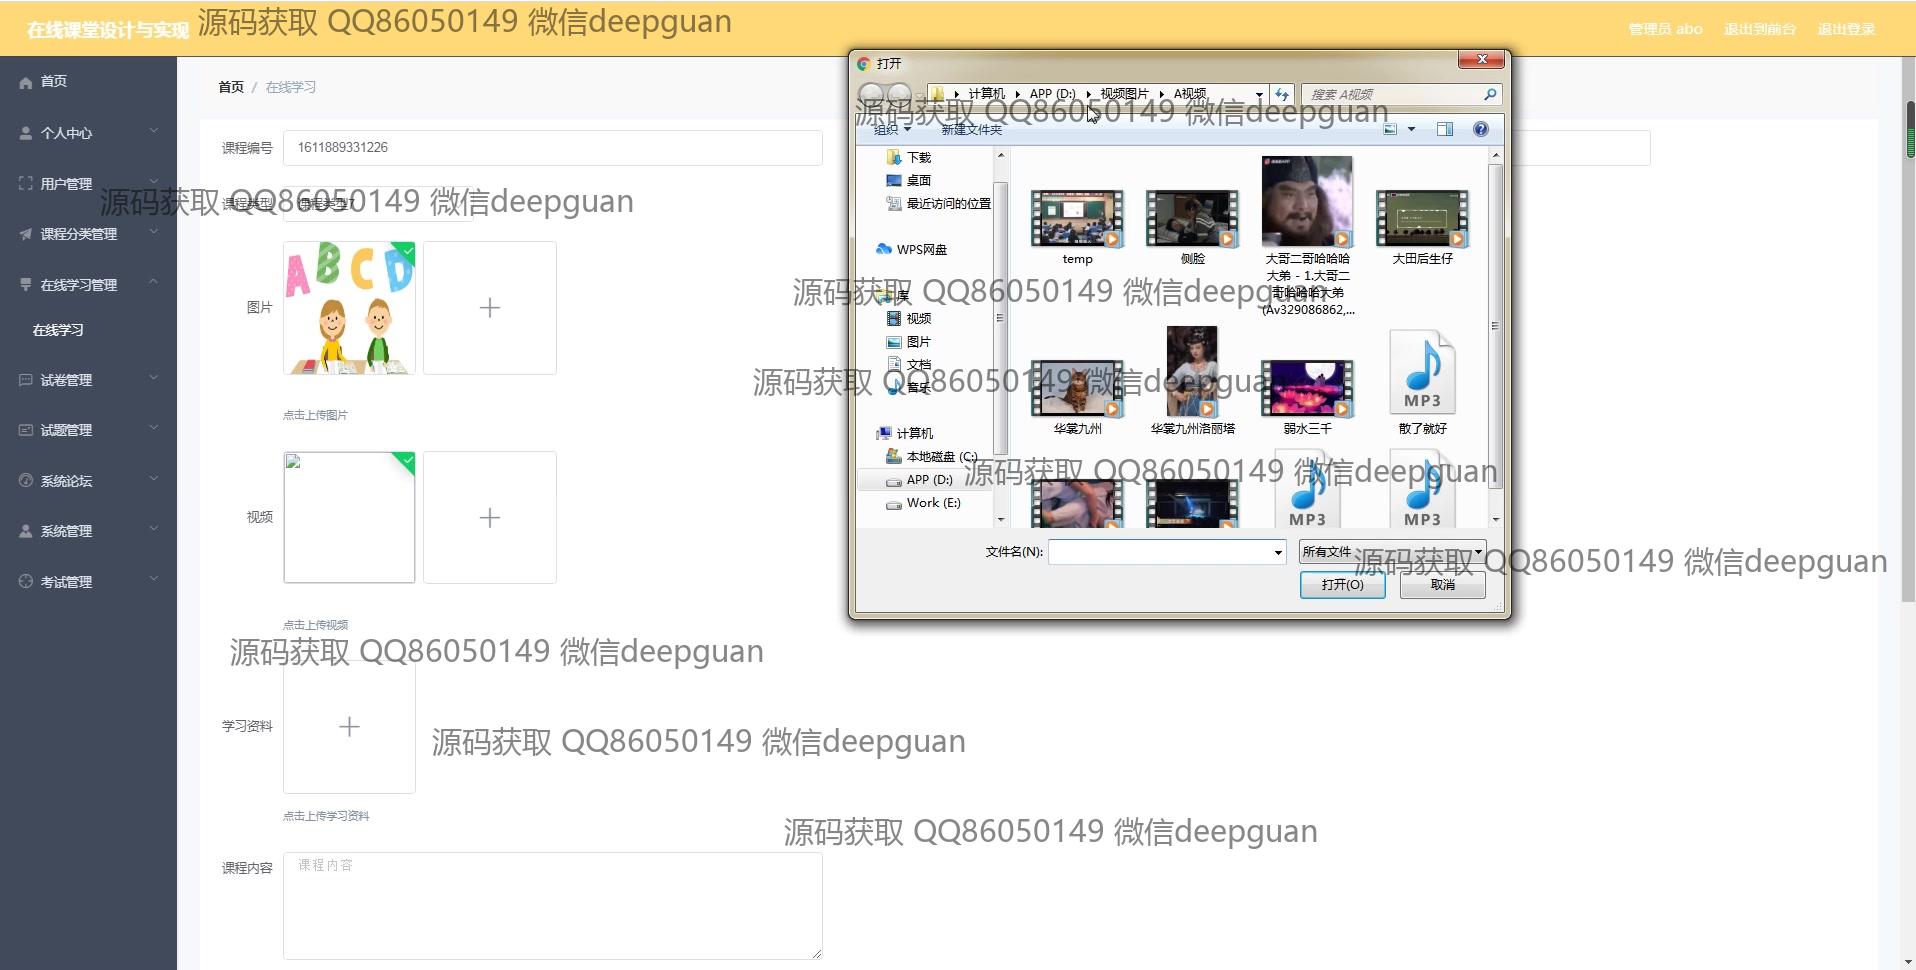 在线课堂设计与实现
源码获取 QQ86050149 微信deepguan
管理员 abo 退出到前台 退出登录
首页
个人中心
用户管理
课程分类管理
在线学习管理
在线学习
试卷管理
试题管理
系统论坛
系统管理
考试管理
首页 / 在线学习
课程编号 1611889331226
源码获取 QQ86050149 微信deepguan
课程类型 课程类型7
图片
点击上传图片
视频
点击上传视频
源码获取 QQ86050149 微信deepguan
学习资料
源码获取 QQ86050149 微信deepguan
点击上传学习资料
源码获取 QQ86050149 微信deepguan
课程内容 课程内容
打开
计算机 APP (D:) 视频图片 A视频
搜索 A视频
源码获取 QQ86050149 微信deepguan
组织 新建文件夹
下载
桌面
最近访问的位置
WPS网盘
库
视频
图片
文档
音乐
计算机
本地磁盘 (C:)
APP (D:)
Work (E:)
temp
侧脸
大哥二哥哈哈哈
大弟 - 1.大哥二
哥哈哈哈大弟
(Av329086862,...
大田后生仔
源码获取 QQ86050149 微信deepguan
华裳九州
华裳九州洛丽塔
弱水三千
MP3
散了就好
源码获取 QQ86050149 微信deepguan
源码获取 QQ86050149 微信deepguan
MP3
MP3
文件名(N):
所有文件
源码获取 QQ86050149 微信deepguan
打开(O)
取消
A B C D